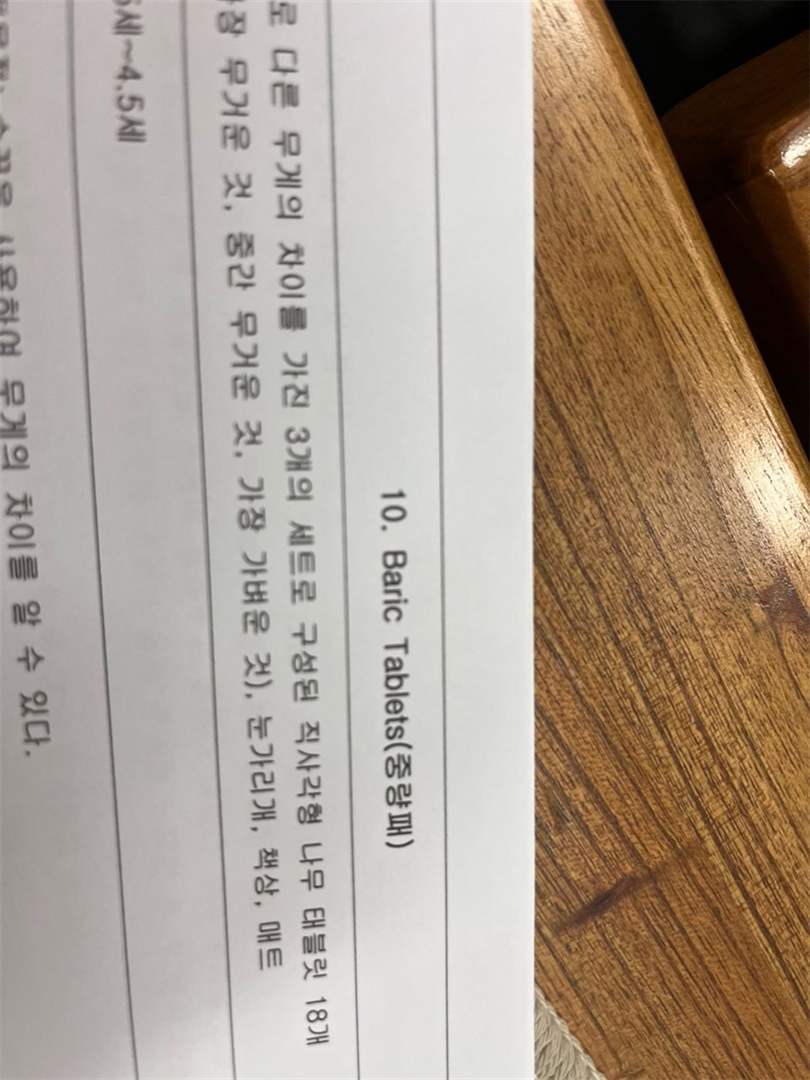 10. Baric Tablets(중량패)
로 다른 무게의 차이를 가진 3개의 세트로 구성된 직사각형 나무 태블릿 18개
무거운 것, 중간 무거운 것, 가장 가벼운 것), 눈가리개, 책상, 매트
세~4.5세
사용하여 무게의 차이를 알 수 있다.